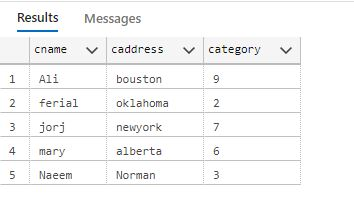 Results Messages
cname caddress category
1 Ali bouston 9
2 ferial oklahoma 2
3 jorj newyork 7
4 mary alberta 6
5 Naeem Norman 3